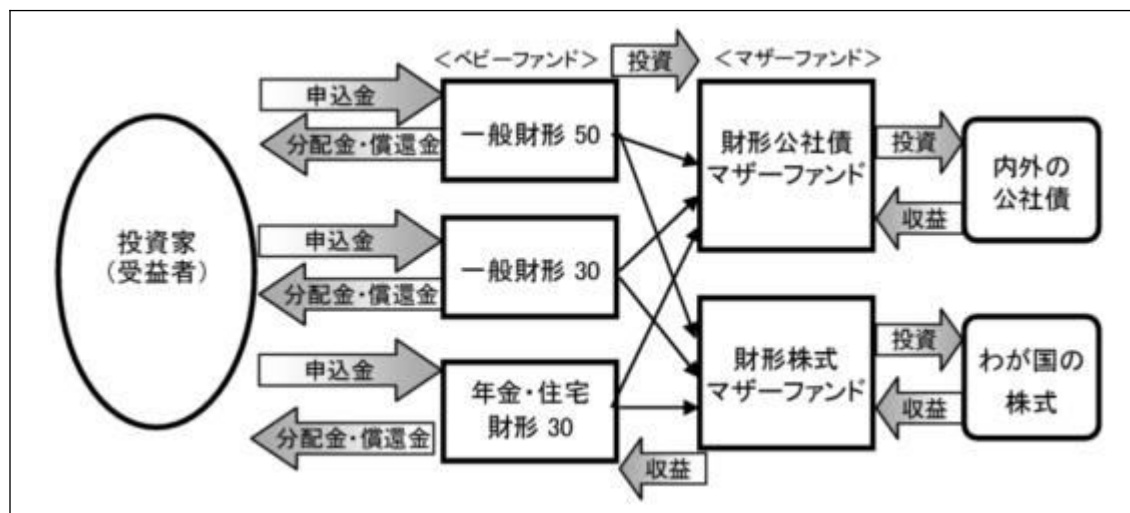 <ベビーファンド>
投資
<マザーファンド>
申込金
分配金・償還金
一般財形 50
財形公社債
マザーファンド
投資
収益
内外の
公社債
投資家
(受益者)
申込金
分配金・償還金
一般財形 30
申込金
分配金・償還金
年金・住宅
財形 30
収益
財形株式
マザーファンド
投資
収益
わが国の
株式